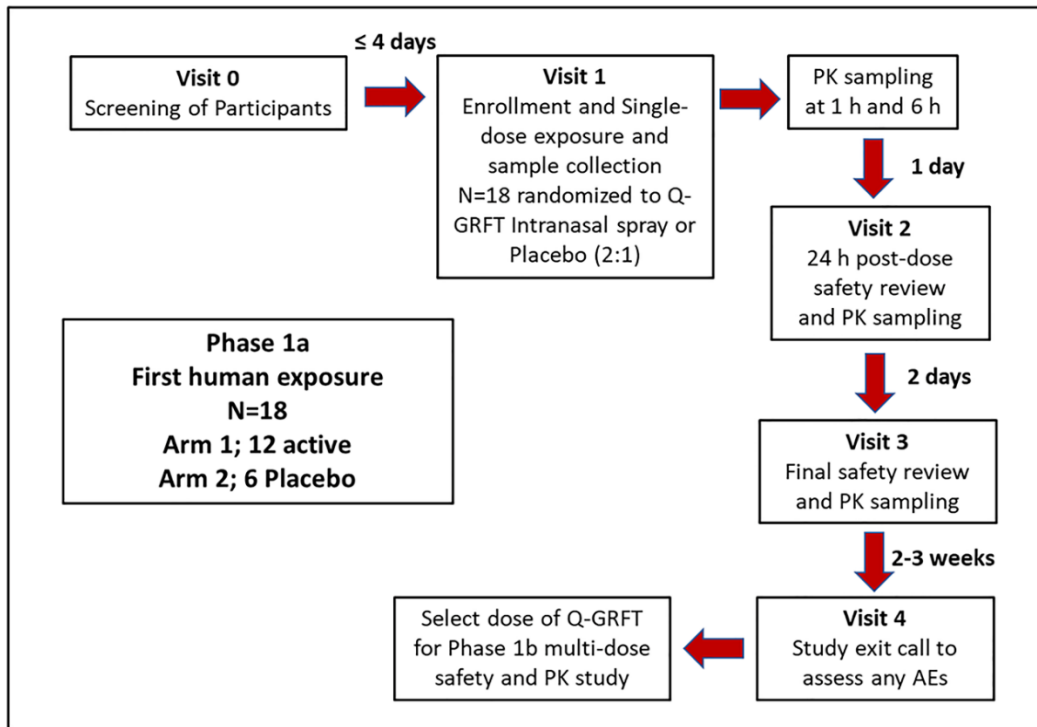 ≤ 4 days
Visit 0
Screening of Participants
Visit 1
Enrollment and Single-
dose exposure and
sample collection
N=18 randomized to Q-
GRFT Intranasal spray or
Placebo (2:1)
PK sampling
at 1 h and 6 h
1 day
Visit 2
24 h post-dose
safety review
and PK sampling
2 days
Phase 1a
First human exposure
N=18
Arm 1; 12 active
Arm 2; 6 Placebo
Visit 3
Final safety review
and PK sampling
2-3 weeks
Visit 4
Study exit call to
assess any AEs
Select dose of Q-GRFT
for Phase 1b multi-dose
safety and PK study